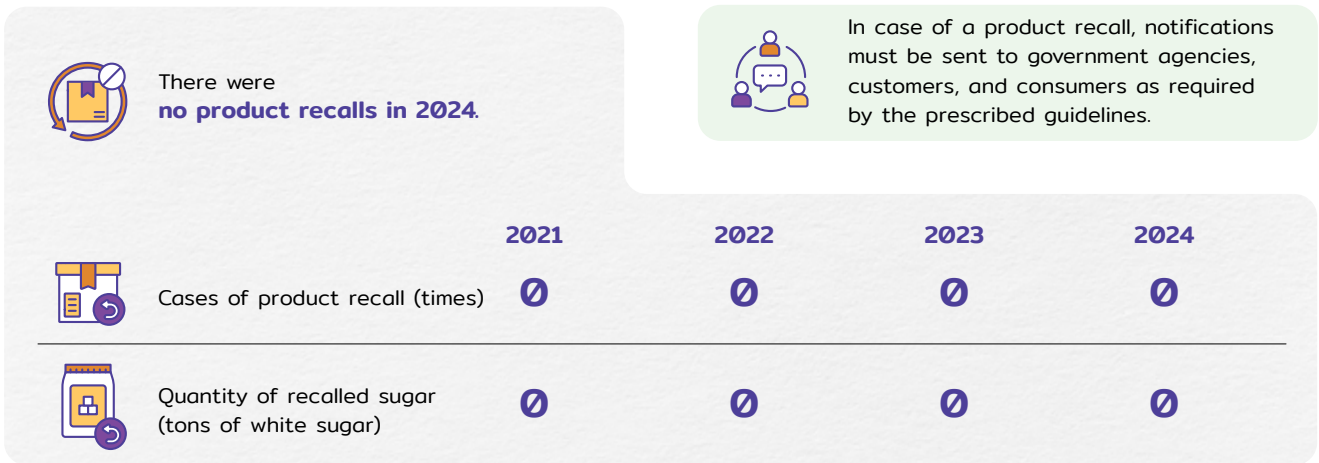 There were
no product recalls in 2024.
In case of a product recall, notifications
must be sent to government agencies,
customers, and consumers as required
by the prescribed guidelines.
2021 2022 2023 2024
Cases of product recall (times) 0 0 0 0
Quantity of recalled sugar
(tons of white sugar) 0 0 0 0